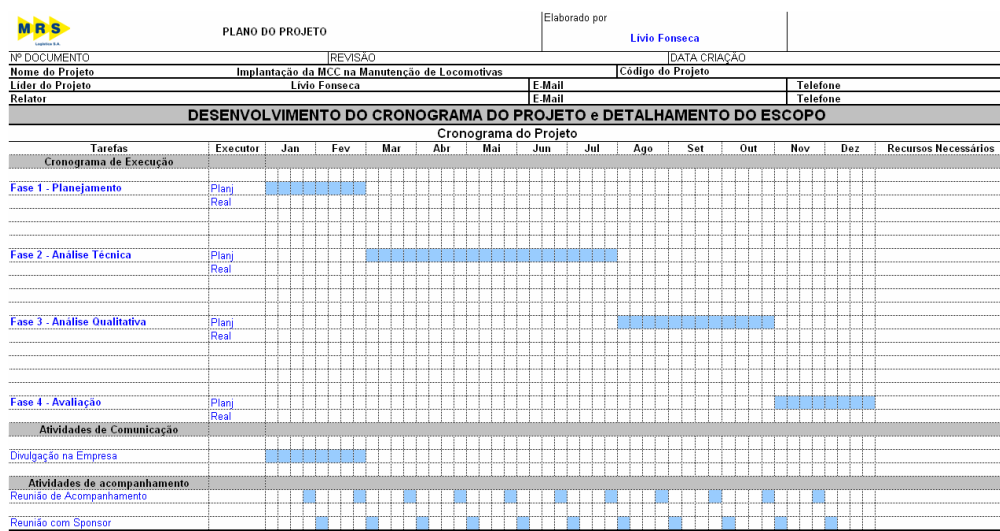 MRS
Logística S.A.
PLANO DO PROJETO
Elaborado por
Lívio Fonseca
Nº DOCUMENTO REVISÃO DATA CRIAÇÃO
Nome do Projeto Implantação da MCC na Manutenção de Locomotivas Código do Projeto
Líder do Projeto Lívio Fonseca E-Mail Telefone
Relator E-Mail Telefone
DESENVOLVIMENTO DO CRONOGRAMA DO PROJETO e DETALHAMENTO DO ESCOPO
Cronograma do Projeto
Tarefas Executor Jan Fev Mar Abr Mai Jun Jul Ago Set Out Nov Dez Recursos Necessários
Cronograma de Execução
Fase 1 - Planejamento Planj
Real
Fase 2 - Análise Técnica Planj
Real
Fase 3 - Análise Qualitativa Planj
Real
Fase 4 - Avaliação Planj
Real
Atividades de Comunicação
Divulgação na Empresa
Atividades de acompanhamento
Reunião de Acompanhamento
Reunião com Sponsor